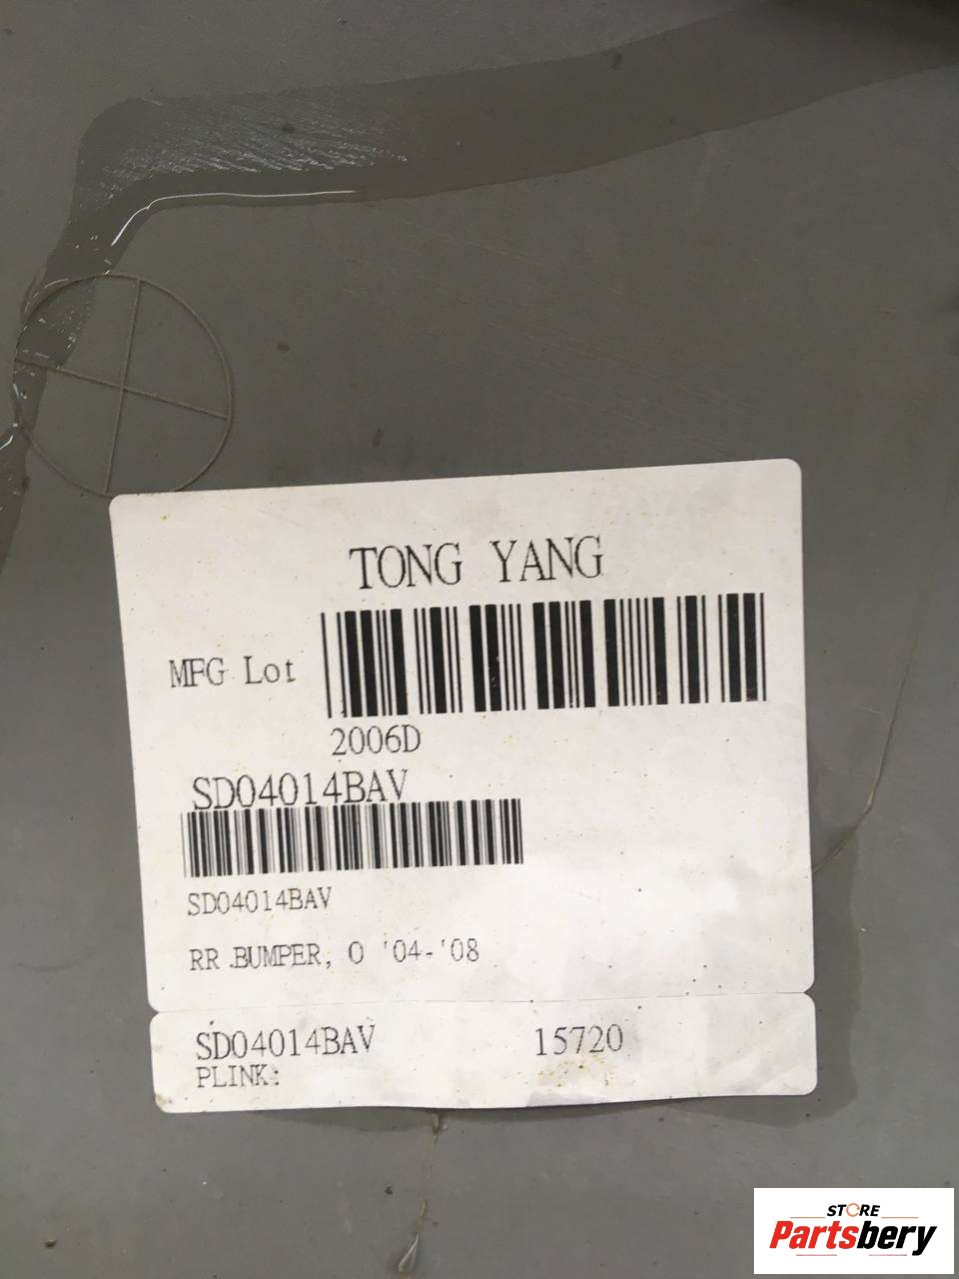 TONG YANG
MFG Lot
2006D
SD04014BAV
SD04014BAV
RR.BUMPER, O '04-'08
SD04014BAV 15720
PLINK:
STORE
Partsbery